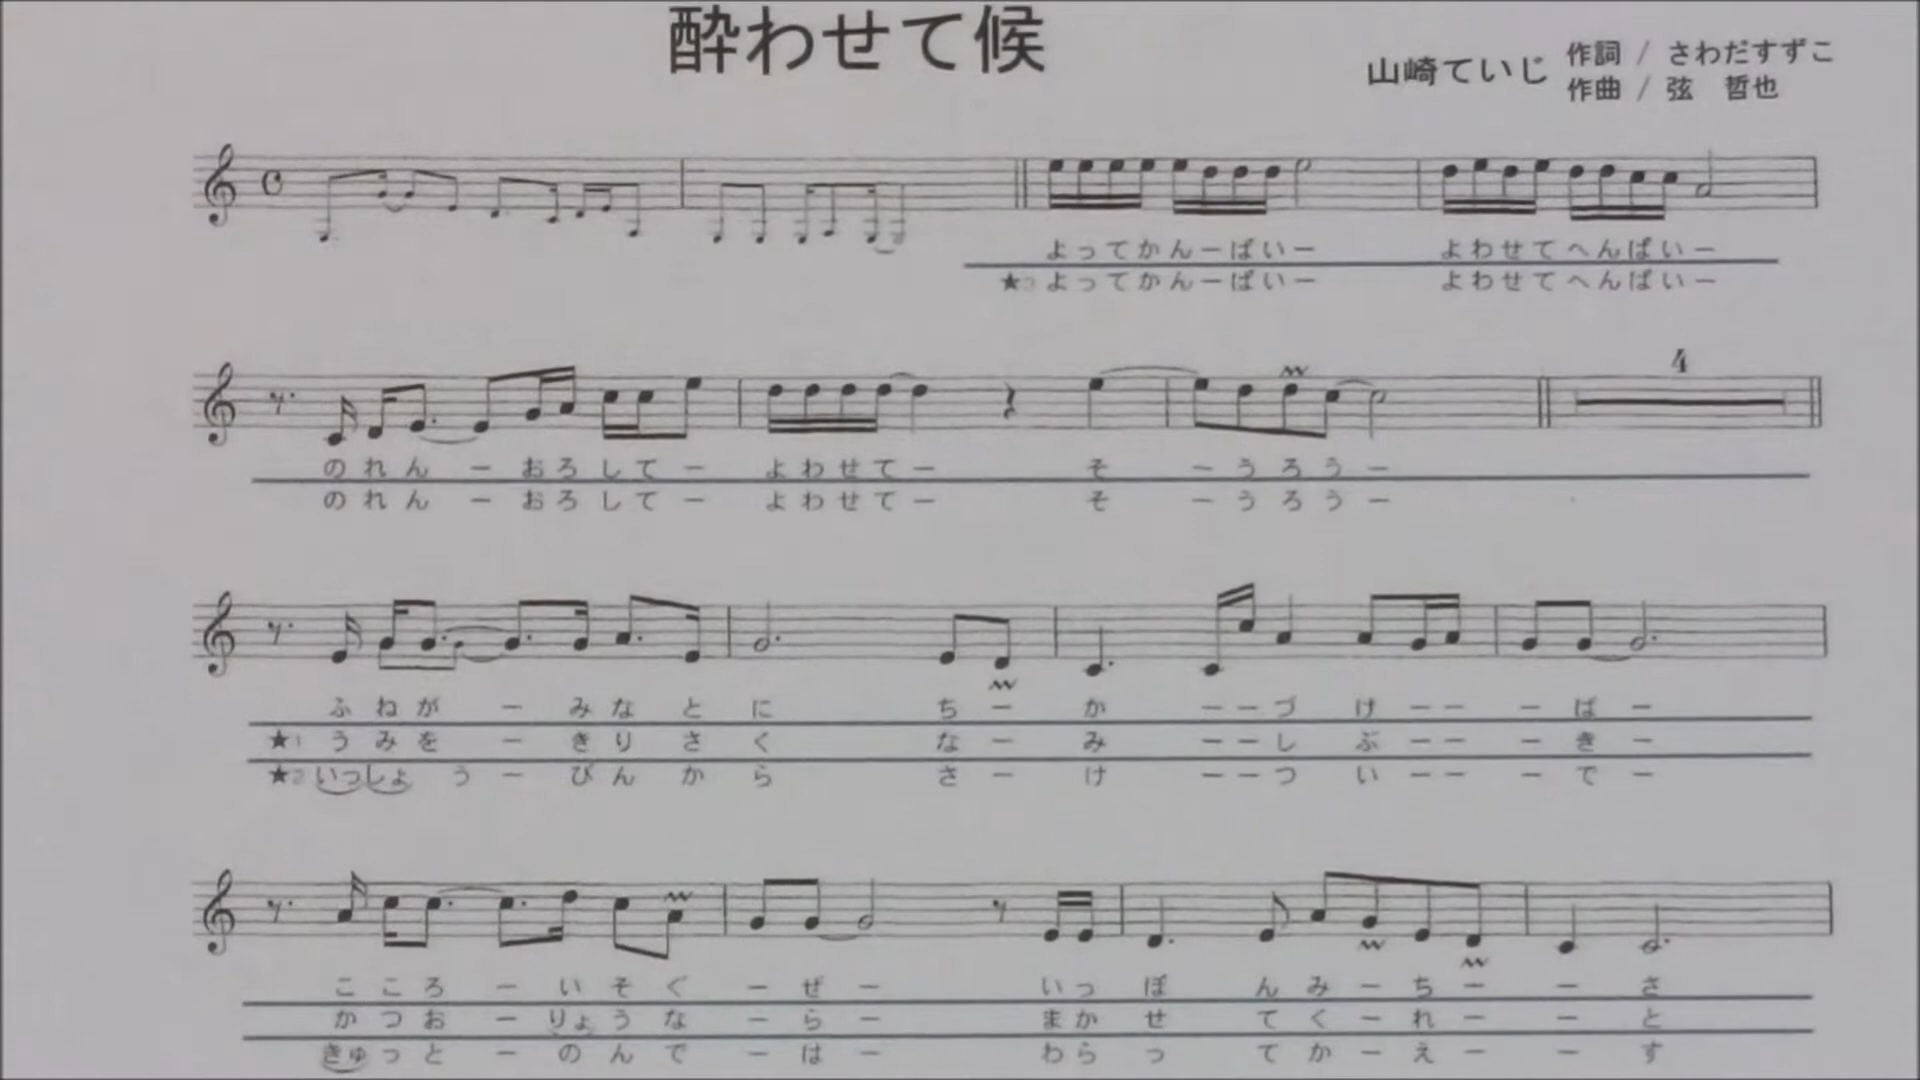 酔わせて候
山崎ていじ
作詞 / さわだすずこ
作曲 / 弦 哲也
よってかんーぱいー よわせてへんぱいー
★3 よってかんーぱいー よわせてへんぱいー
4
のれんーおろしてー よわせてー そーうろうー
のれんーおろしてー よわせてー そーうろうー
ふねがーみなとに ちーかーーづけーーーばー
★1 うみをーきりさく なーみーーしぶーーーきー
★2 いっしょうーびんから さーけーーついーーーでー
こころーいそぐーぜー いっぽんみーちーーさ
かつおーりょうなーらー まかせてくーれーーと
きゅっとーのんでーはー わらってかーえーーす